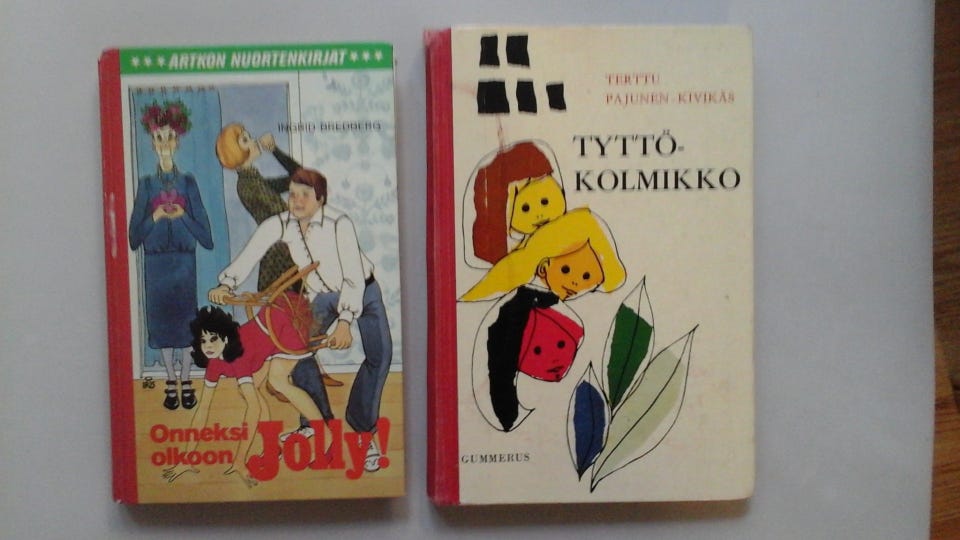 ★★★ ARTKON NUORTENKIRJAT ★★★
INGRID BREDBERG
Onneksi
olkoon
Jolly!
TERTTU
PAJUNEN-KIVIKÄS
TYTTÖ-
KOLMIKKO
GUMMERUS